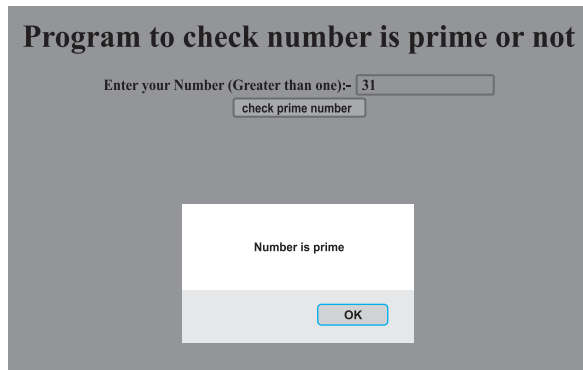 Program to check number is prime or not
Enter your Number (Greater than one):- 31
check prime number
Number is prime
OK